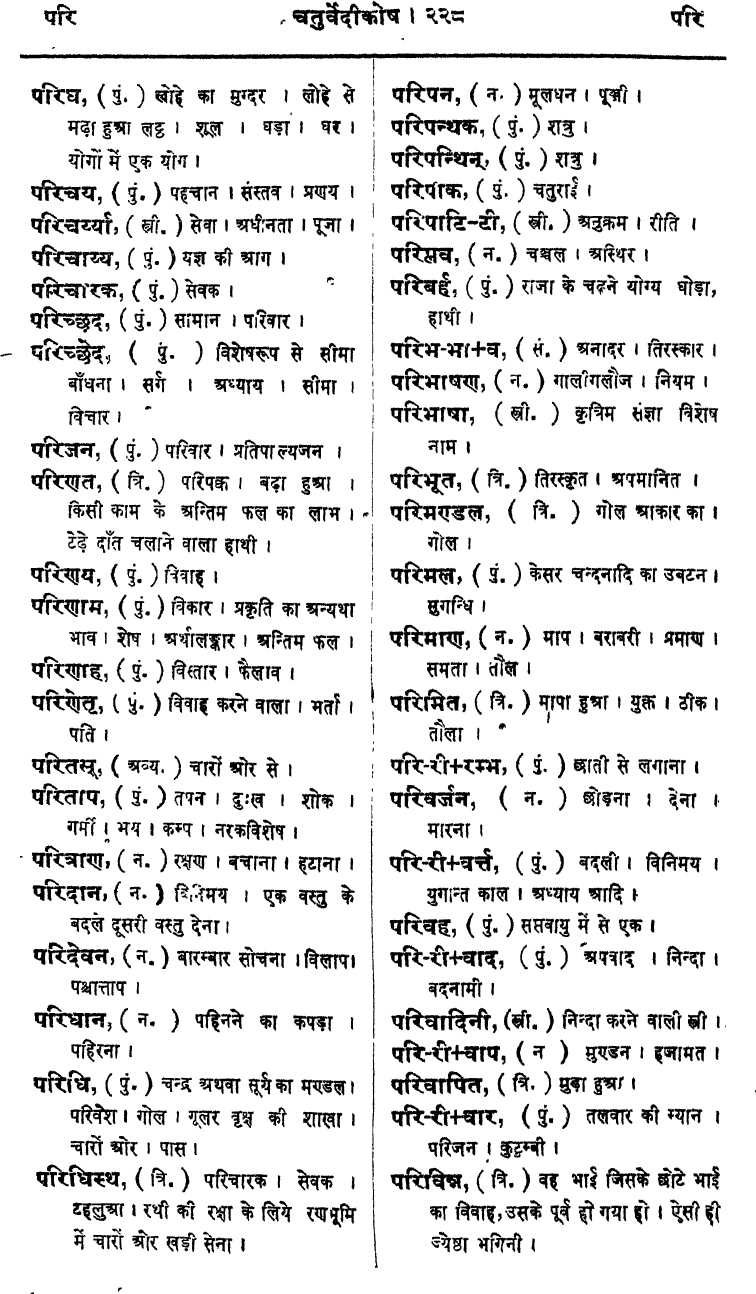 परि
चतुर्वेदीकोष । २२८
परि
परिघ, ( पुं. ) लोहे का मुग्दर । लोहे से
मढ़ा हुआ लट्ठ । शूल । घड़ा । घर ।
योगों में एक योग ।
परिचय, ( पुं. ) पहचान । संस्तव । प्रणय ।
परिचर्य्या, ( स्त्री. ) सेवा । अधीनता । पूजा ।
परिचाय्य, ( पुं. ) यज्ञ की आग ।
परिचारक, ( पुं. ) सेवक ।
परिच्छद, ( पुं. ) सामान । परिवार ।
परिच्छेद, ( पुं. ) विशेषरूप से सीमा
बाँधना । सर्ग । अध्याय । सीमा ।
विचार ।
परिजन, ( पुं. ) परिवार । प्रतिपाल्यजन ।
परिणत, ( त्रि. ) परिपक्व । बढ़ा हुआ ।
किसी काम के अन्तिम फल का लाभ ।
टेढ़े दाँत चलाने वाला हाथी ।
परिणय, ( पुं. ) विवाह ।
परिणाम, ( पुं. ) विकार । प्रकृति का अन्यथा
भाव । शेष । अर्थालङ्कार । अन्तिम फल ।
परिणाह, ( पुं. ) विस्तार । फैलाव ।
परिणेतृ, ( पुं. ) विवाह करने वाला । भर्ता ।
पति ।
परितस्, ( अव्य. ) चारों ओर से ।
परिताप, ( पुं. ) तपन । दुःख । शोक ।
गर्मी । भय । कम्प । नरकविशेष ।
परित्राण, ( न. ) रक्षण । बचाना । हटाना ।
परिदान, ( न. ) विनिमय । एक वस्तु के
बदले दूसरी वस्तु देना ।
परिदेवन, ( न. ) बारम्बार सोचना । विलाप।
पश्चात्ताप ।
परिधान, ( न. ) पहिनने का कपड़ा ।
पहिरना ।
परिधि, ( पुं. ) चन्द्र अथवा सूर्य का मण्डल।
परिवेश । गोल । गूलर वृक्ष की शाखा ।
चारों ओर । पास ।
परिधिस्थ, ( त्रि. ) परिचारक । सेवक ।
टहलुआ । रथी की रक्षा के लिये रणभूमि
में चारों ओर खड़ी सेना ।
परिपन, ( न. ) मूलधन । पूञ्जी ।
परिपन्थक, ( पुं. ) शत्रु ।
परिपन्थिन्, ( पुं. ) शत्रु ।
परिपाक, ( पुं. ) चतुराई ।
परिपाटि-टी, ( स्त्री. ) अनुक्रम । रीति ।
परिप्लव, ( न. ) चञ्चल । अस्थिर ।
परिबर्ह, ( पुं. ) राजा के चढ़ने योग्य घोड़ा,
हाथी ।
परिभ-भा+व, ( सं. ) अनादर । तिरस्कार ।
परिभाषण, ( न. ) गालीगलौज । नियम ।
परिभाषा, ( स्त्री. ) कृत्रिम संज्ञा विशेष
नाम ।
परिभूत, ( त्रि. ) तिरस्कृत । अपमानित ।
परिमण्डल, ( त्रि. ) गोल आकार का ।
गोल ।
परिमल, ( पुं. ) केसर चन्दनादि का उबटन ।
सुगन्धि ।
परिमाण, ( न. ) माप । बराबरी । प्रमाण ।
समता । तौल ।
परिमित, ( त्रि. ) मापा हुआ । युक्त । ठीक ।
तौला ।
परि-री+रम्भ, ( पुं. ) छाती से लगाना ।
परिवर्जन, ( न. ) छोड़ना । देना ।
मारना ।
परि-री+वर्त्त, ( पुं. ) बदली । विनिमय ।
युगान्त काल । अध्याय आदि ।
परिवह, ( पुं. ) सप्तवायु में से एक ।
परि-री+वाद, ( पुं. ) अपवाद । निन्दा ।
बदनामी ।
परिवादिनी, (स्त्री. ) निन्दा करने वाली स्त्री ।
परि-री+वाप, ( न ) मुण्डन । हजामत ।
परिवापित, ( त्रि. ) मुढ़ा हुआ ।
परि-री+वार, ( पुं. ) तलवार की म्यान ।
परिजन । कुटुम्बी ।
परिविन्न, ( त्रि. ) वह भाई जिसके छोटे भाई
का विवाह, उसके पूर्व हो गया हो । ऐसी ही
ज्येष्ठा भगिनी ।